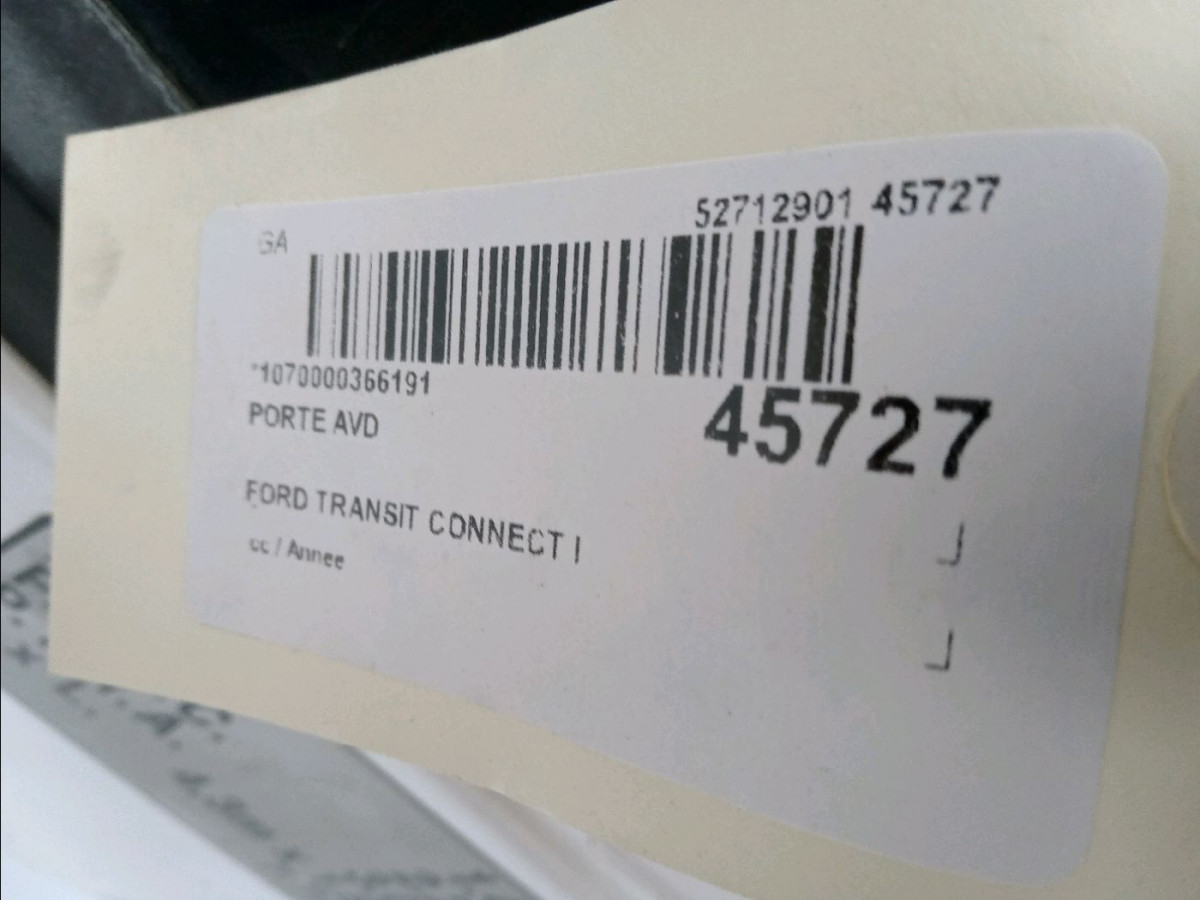 GA
52712901 45727
*1070000366191
PORTE AVD
45727
FORD TRANSIT CONNECT I
cc / Annee